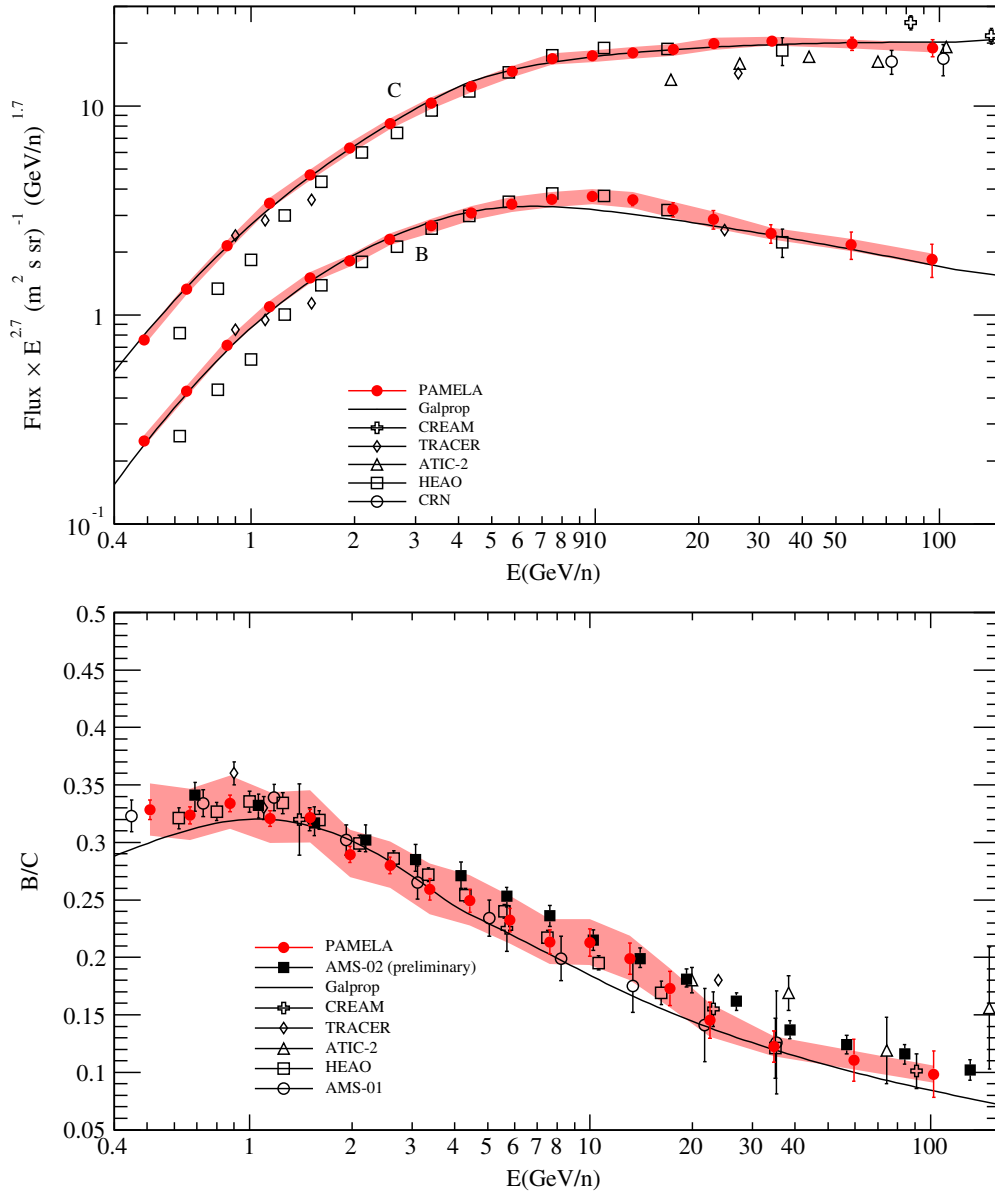 Flux × E^2.7 (m^2 s sr)^-1 (GeV/n)^1.7
10
1
10^-1
C
B
PAMELA
Galprop
CREAM
TRACER
ATIC-2
HEAO
CRN
0.4 1 2 3 4 5 6 7 8 9 10 20 30 40 50 100
E(GeV/n)
B/C
0.5
0.45
0.4
0.35
0.3
0.25
0.2
0.15
0.1
0.05
PAMELA
AMS-02 (preliminary)
Galprop
CREAM
TRACER
ATIC-2
HEAO
AMS-01
0.4 1 2 3 4 5 6 7 8 10 20 30 40 100
E(GeV/n)